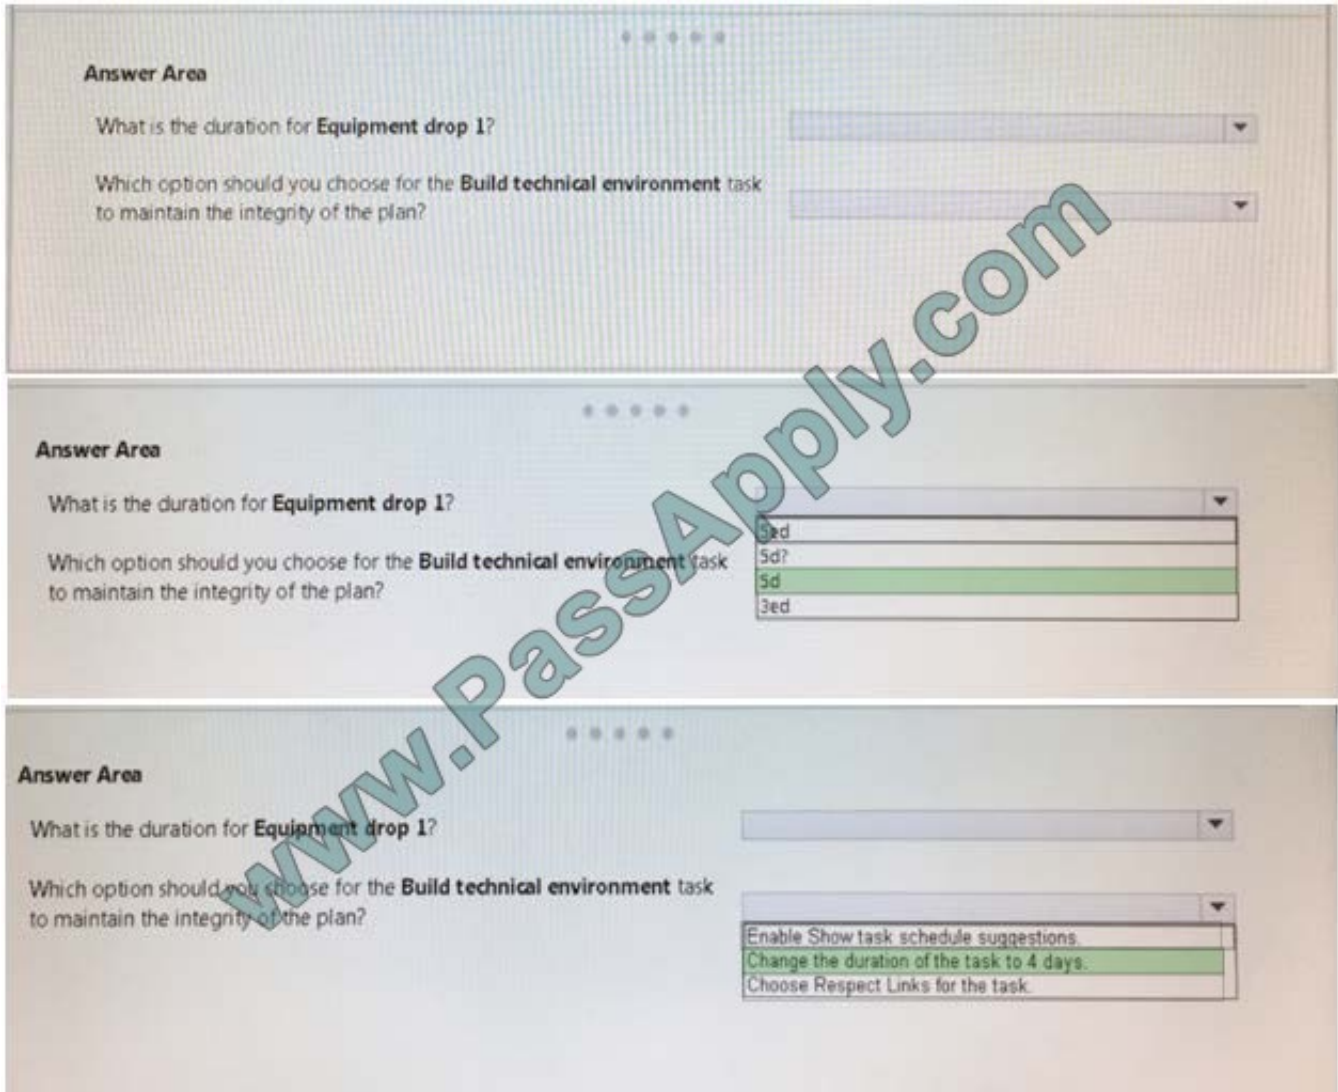 Answer Area
What is the duration for Equipment drop 1?
Which option should you choose for the Build technical environment task
to maintain the integrity of the plan?
Answer Area
What is the duration for Equipment drop 1?
5ed
5d?
5d
3ed
Which option should you choose for the Build technical environment task
to maintain the integrity of the plan?
Answer Area
What is the duration for Equipment drop 1?
Which option should you choose for the Build technical environment task
to maintain the integrity of the plan?
Enable Show task schedule suggestions.
Change the duration of the task to 4 days.
Choose Respect Links for the task.
www.PassApply.com